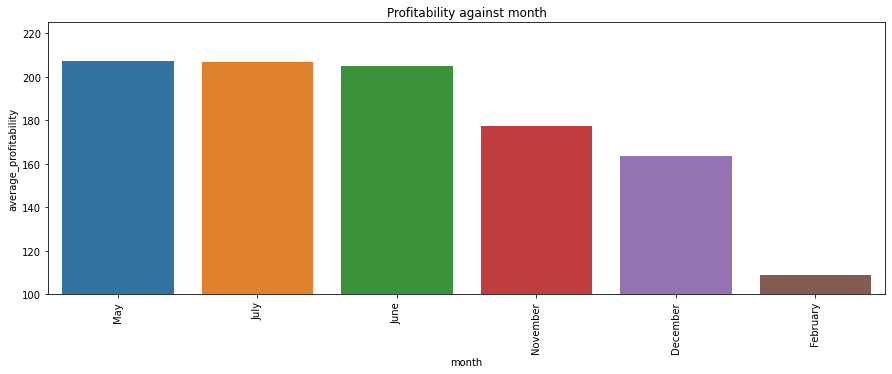 Profitability against month
220
200
180
160
140
120
100
average_profitability
May
July
June
November
December
February
month